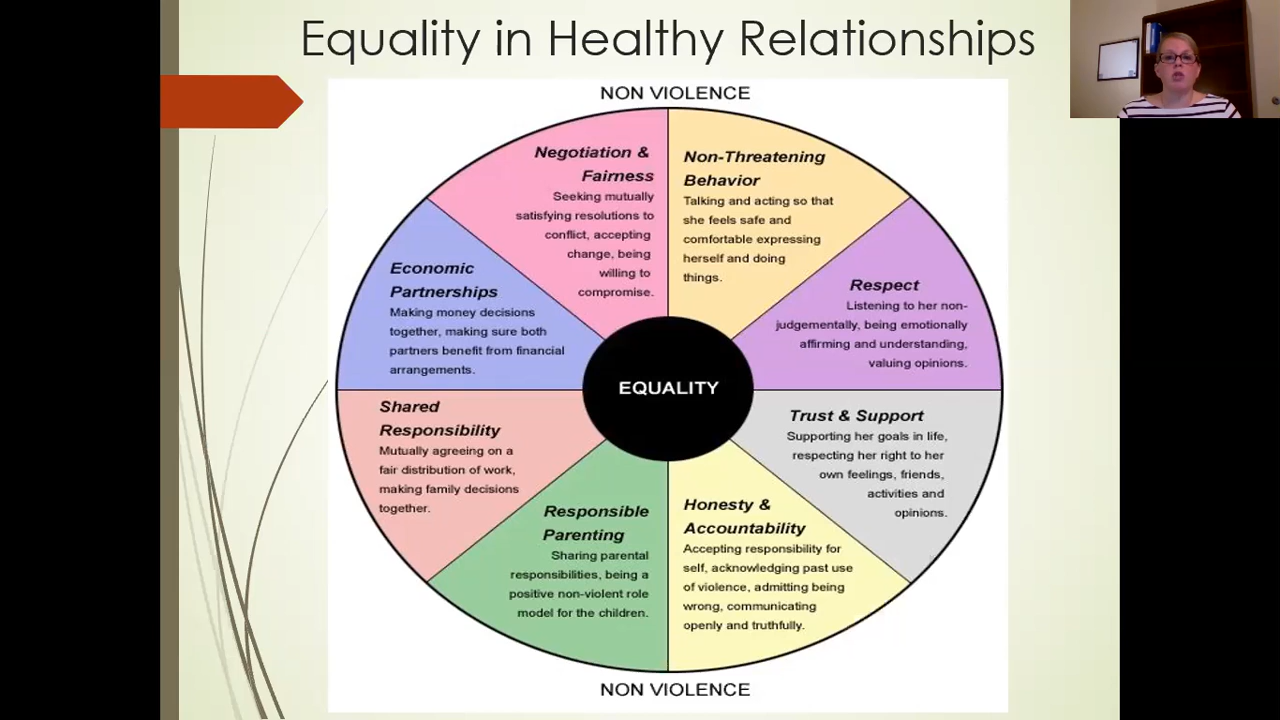 Equality in Healthy Relationships
NON VIOLENCE
Negotiation &
Fairness
Seeking mutually
satisfying resolutions to
conflict, accepting
change, being
willing to
compromise.
Non-Threatening
Behavior
Talking and acting so that
she feels safe and
comfortable expressing
herself and doing
things.
Respect
Listening to her non-
judgementally, being emotionally
affirming and understanding,
valuing opinions.
Trust & Support
Supporting her goals in life,
respecting her right to her
own feelings, friends,
activities and
opinions.
Honesty &
Accountability
Accepting responsibility for
self, acknowledging past use
of violence, admitting being
wrong, communicating
openly and truthfully.
Responsible
Parenting
Sharing parental
responsibilities, being a
positive non-violent role
model for the children.
Shared
Responsibility
Mutually agreeing on a
fair distribution of work,
making family decisions
together.
Economic
Partnerships
Making money decisions
together, making sure both
partners benefit from financial
arrangements.
EQUALITY
NON VIOLENCE